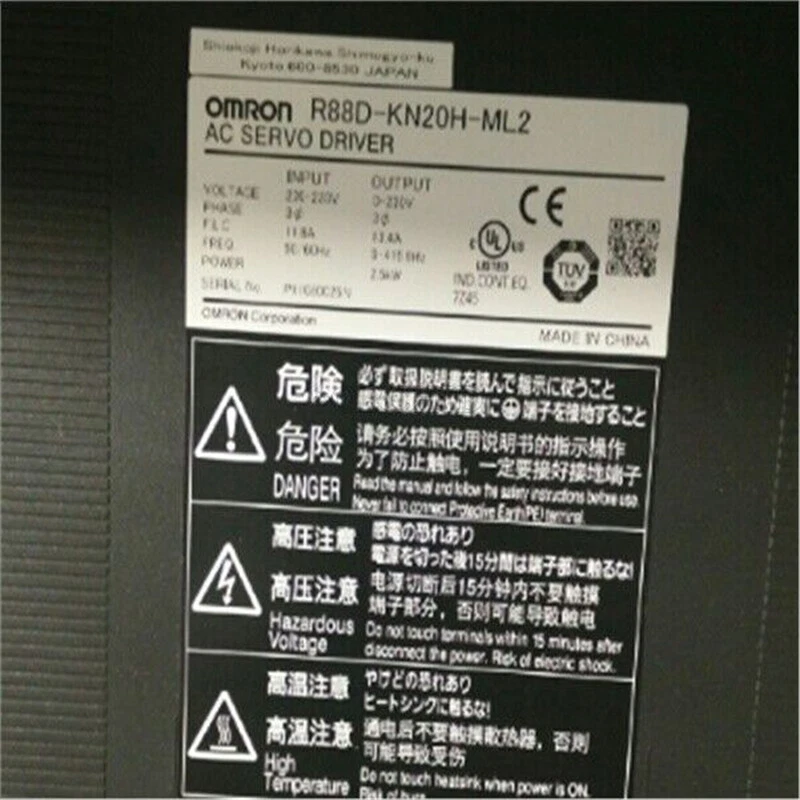 Shiokoji Horikawa Shimogyo-ku
Kyoto 600-8530 JAPAN
OMRON R88D-KN20H-ML2
AC SERVO DRIVER
INPUT OUTPUT
VOLTAGE 200-230V 0-230V
PHASE 3ϕ 3ϕ
F.L.C 11.8A 13.4A
FREQ 50/60Hz
POWER 2.5kW
SERIAL No.
CE
C UL US
LISTED
IND.CONT.EQ.
7Z45
TÜV
OMRON Corporation
MADE IN CHINA
危険
必ず取扱説明書を読んで指示に従うこと
感電保護のため確実に端子を接地すること
危险
请务必按照使用说明书的指示操作
为了防止触电，一定要接好接地端子
DANGER
Read the manual and follow the safety instructions before use.
Never fail to connect Protective Earth(PE) terminal.
高圧注意
感電の恐れあり
電源を切った後15分間は端子部に触るな!
高压注意
电源切断后15分钟内不要触摸
端子部分，否则可能导致触电
Hazardous
Voltage
Do not touch terminals within 15 minutes after
disconnect the power. Risk of electric shock.
高温注意
やけどの恐れあり
ヒートシンクに触るな!
高温注意
通电后不要触摸散热器，否则
可能导致受伤
High
Temperature
Do not touch heatsink when power is ON.
Risk of burn.